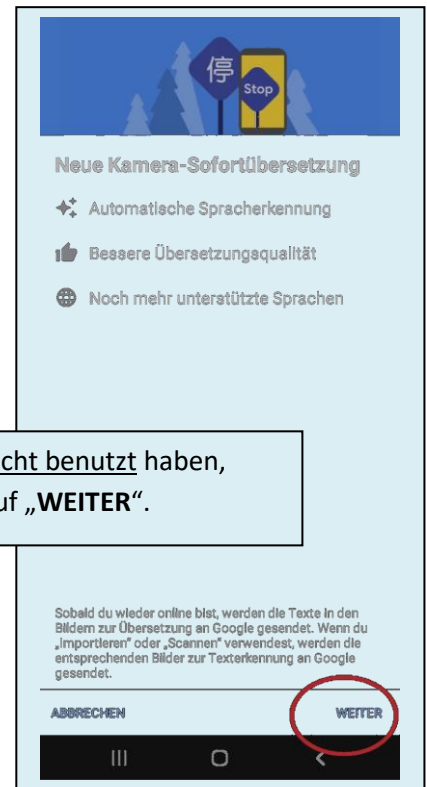 停
Stop
Neue Kamera-Sofortübersetzung
Automatische Spracherkennung
Bessere Übersetzungsqualität
Noch mehr unterstützte Sprachen
cht benutzt haben,
uf „WEITER“.
Sobald du wieder online bist, werden die Texte in den
Bildern zur Übersetzung an Google gesendet. Wenn du
„Importieren“ oder „Scannen“ verwendest, werden die
entsprechenden Bilder zur Texterkennung an Google
gesendet.
ABBRECHEN WEITER